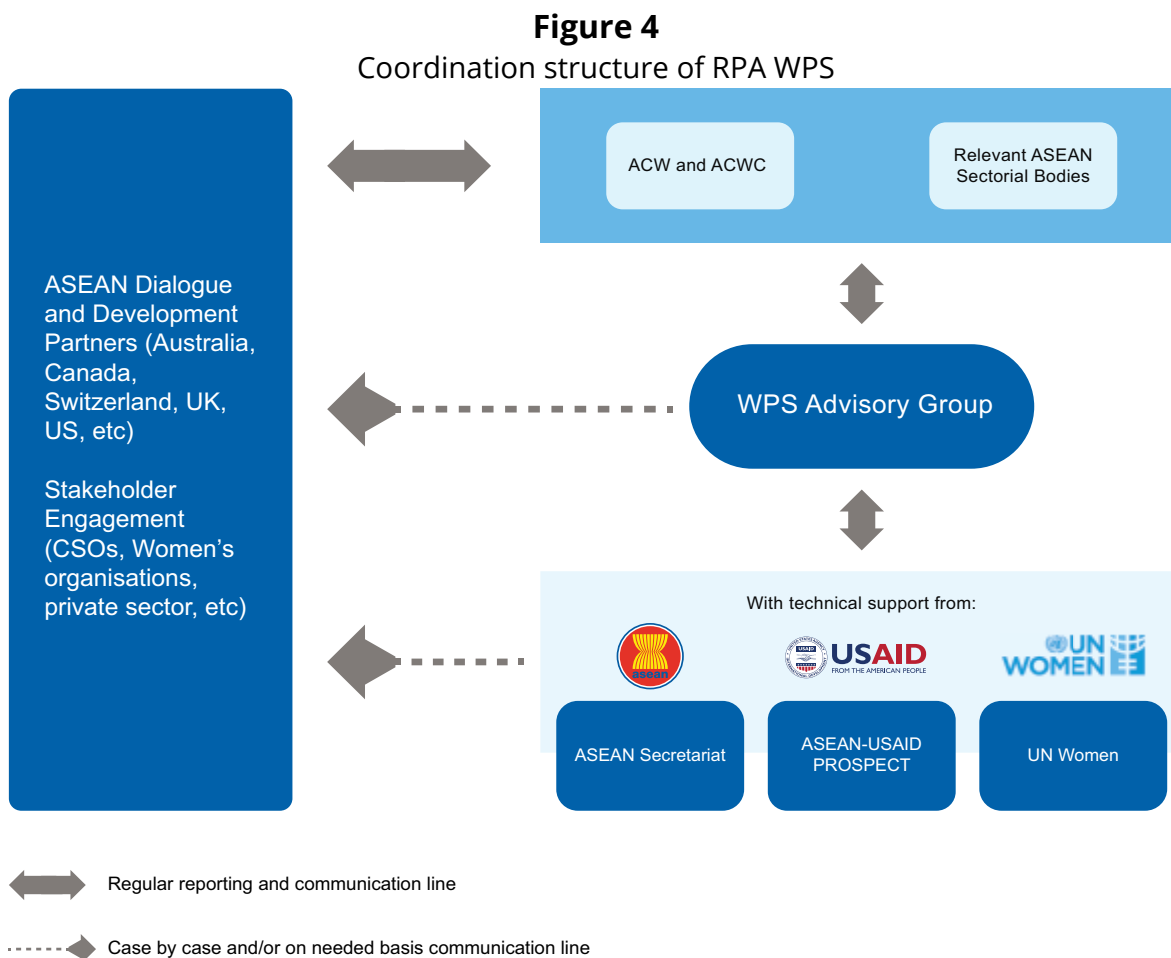 Figure 4
Coordination structure of RPA WPS
ASEAN Dialogue
and Development
Partners (Australia,
Canada,
Switzerland, UK,
US, etc)
Stakeholder
Engagement
(CSOs, Women's
organisations,
private sector, etc)
ACW and ACWC
Relevant ASEAN
Sectorial Bodies
WPS Advisory Group
With technical support from:
asean
USAID
USAID
FROM THE AMERICAN PEOPLE
UN
WOMEN
ASEAN Secretariat
ASEAN-USAID
PROSPECT
UN Women
Regular reporting and communication line
Case by case and/or on needed basis communication line